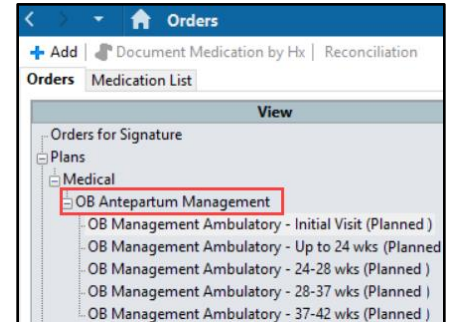 Orders
Add | Document Medication by Hx | Reconciliation
Orders Medication List
View
Orders for Signature
Plans
Medical
OB Antepartum Management
OB Management Ambulatory - Initial Visit (Planned )
OB Management Ambulatory - Up to 24 wks (Planned
OB Management Ambulatory - 24-28 wks (Planned )
OB Management Ambulatory - 28-37 wks (Planned )
OB Management Ambulatory - 37-42 wks (Planned )